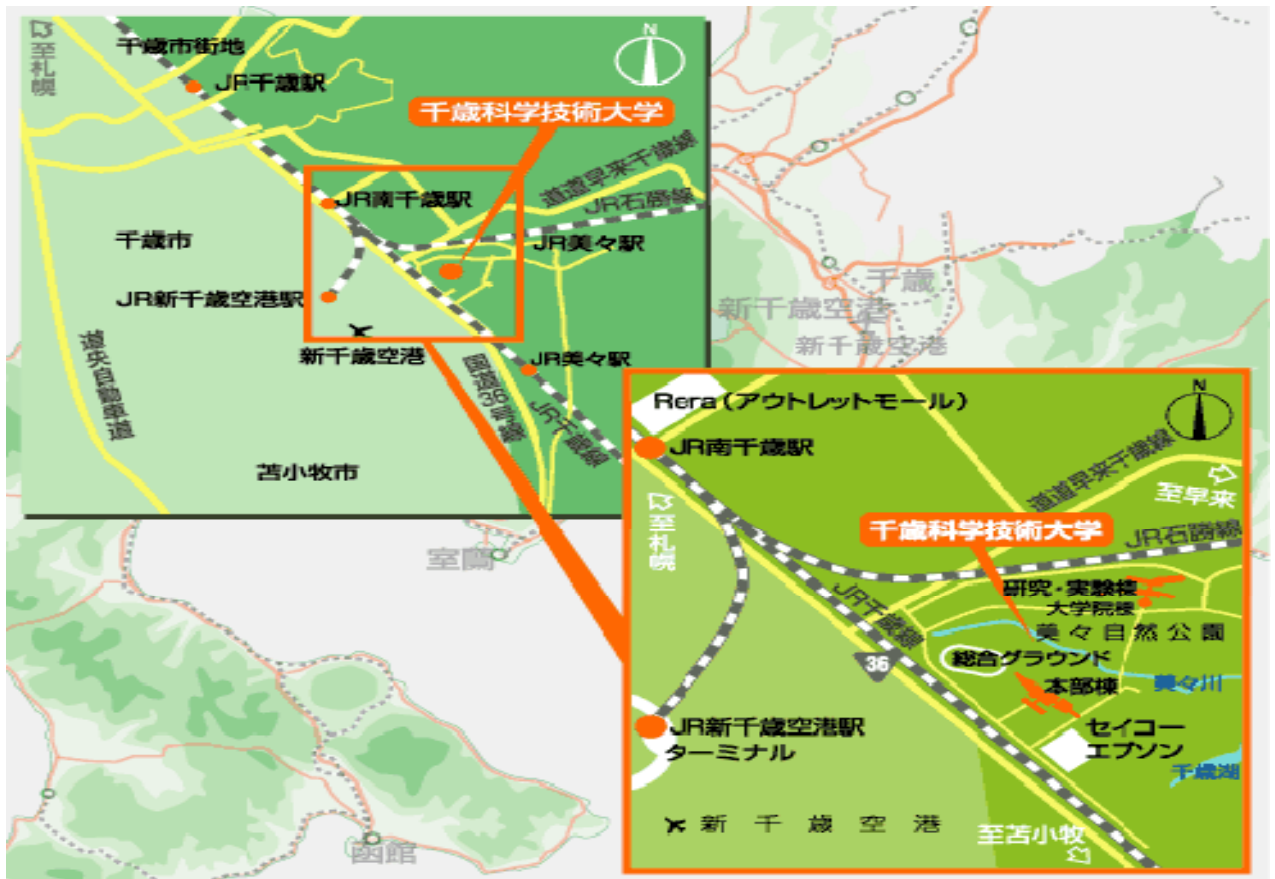 至札幌
千歳市街地
JR千歳駅
N
千歳科学技術大学
JR南千歳駅
道道早来千歳線
JR石勝線
千歳市
JR美々駅
JR新千歳空港駅
新千歳空港
JR美々駅
道央自動車道
国道36号線
JR千歳線
苫小牧市
千歳
新千歳空港
新千歳空港
室蘭
函館
Rera（アウトレットモール）
N
JR南千歳駅
道道早来千歳線
至早来
至札幌
千歳科学技術大学
JR石勝線
JR千歳線
研究・実験棟
大学院棟
美々自然公園
総合グラウンド
36
本部棟
美々川
JR新千歳空港駅
ターミナル
セイコー
エプソン
千歳湖
新千歳空港
至苫小牧